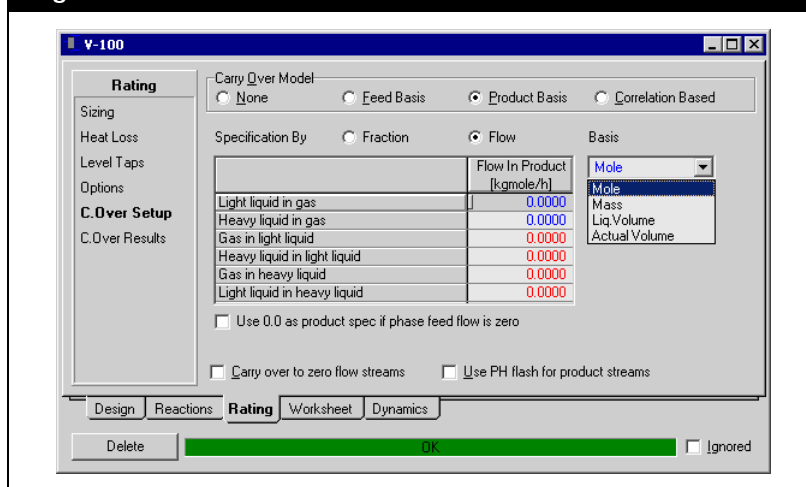 V-100
Rating
Sizing
Heat Loss
Level Taps
Options
C.Over Setup
C.Over Results
Carry Over Model
None Feed Basis Product Basis Correlation Based
Specification By Fraction Flow Basis
Flow In Product
[kgmole/h]
Mole
Mole
Mass
Liq.Volume
Actual Volume
Light liquid in gas 0.0000
Heavy liquid in gas 0.0000
Gas in light liquid 0.0000
Heavy liquid in light liquid 0.0000
Gas in heavy liquid 0.0000
Light liquid in heavy liquid 0.0000
Use 0.0 as product spec if phase feed flow is zero
Carry over to zero flow streams Use PH flash for product streams
Design Reactions Rating Worksheet Dynamics
Delete OK Ignored